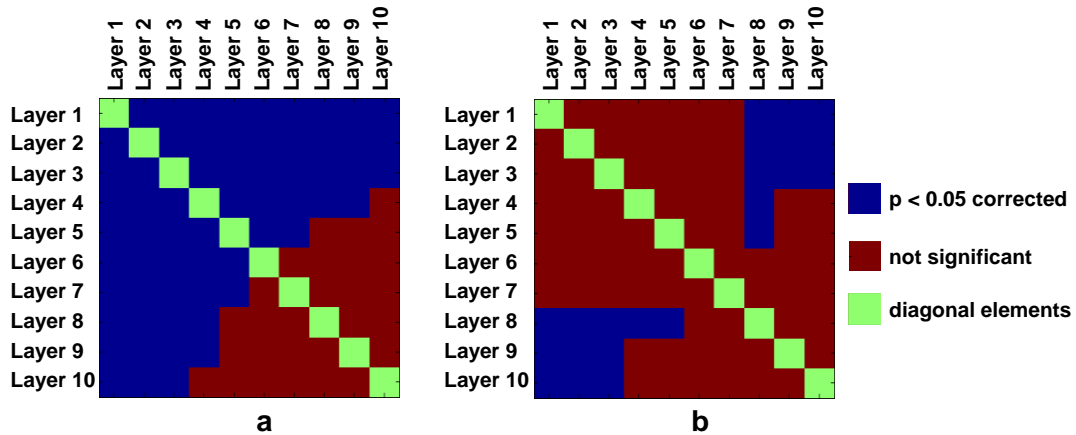 Layer 1
Layer 2
Layer 3
Layer 4
Layer 5
Layer 6
Layer 7
Layer 8
Layer 9
Layer 10
Layer 1
Layer 2
Layer 3
Layer 4
Layer 5
Layer 6
Layer 7
Layer 8
Layer 9
Layer 10
a
Layer 1
Layer 2
Layer 3
Layer 4
Layer 5
Layer 6
Layer 7
Layer 8
Layer 9
Layer 10
Layer 1
Layer 2
Layer 3
Layer 4
Layer 5
Layer 6
Layer 7
Layer 8
Layer 9
Layer 10
b
p < 0.05 corrected
not significant
diagonal elements